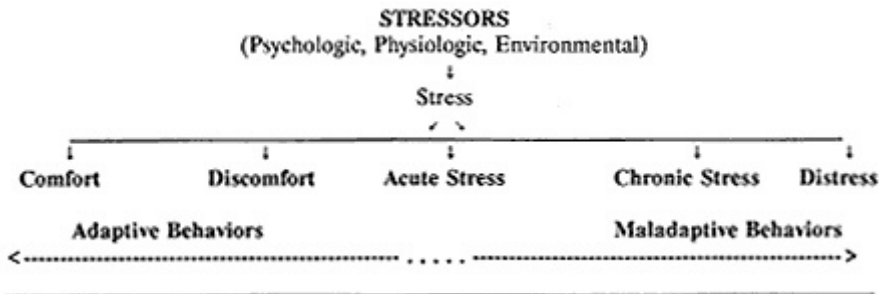 STRESSORS
(Psychologic, Physiologic, Environmental)
Stress
Comfort Discomfort Acute Stress Chronic Stress Distress
Adaptive Behaviors Maladaptive Behaviors